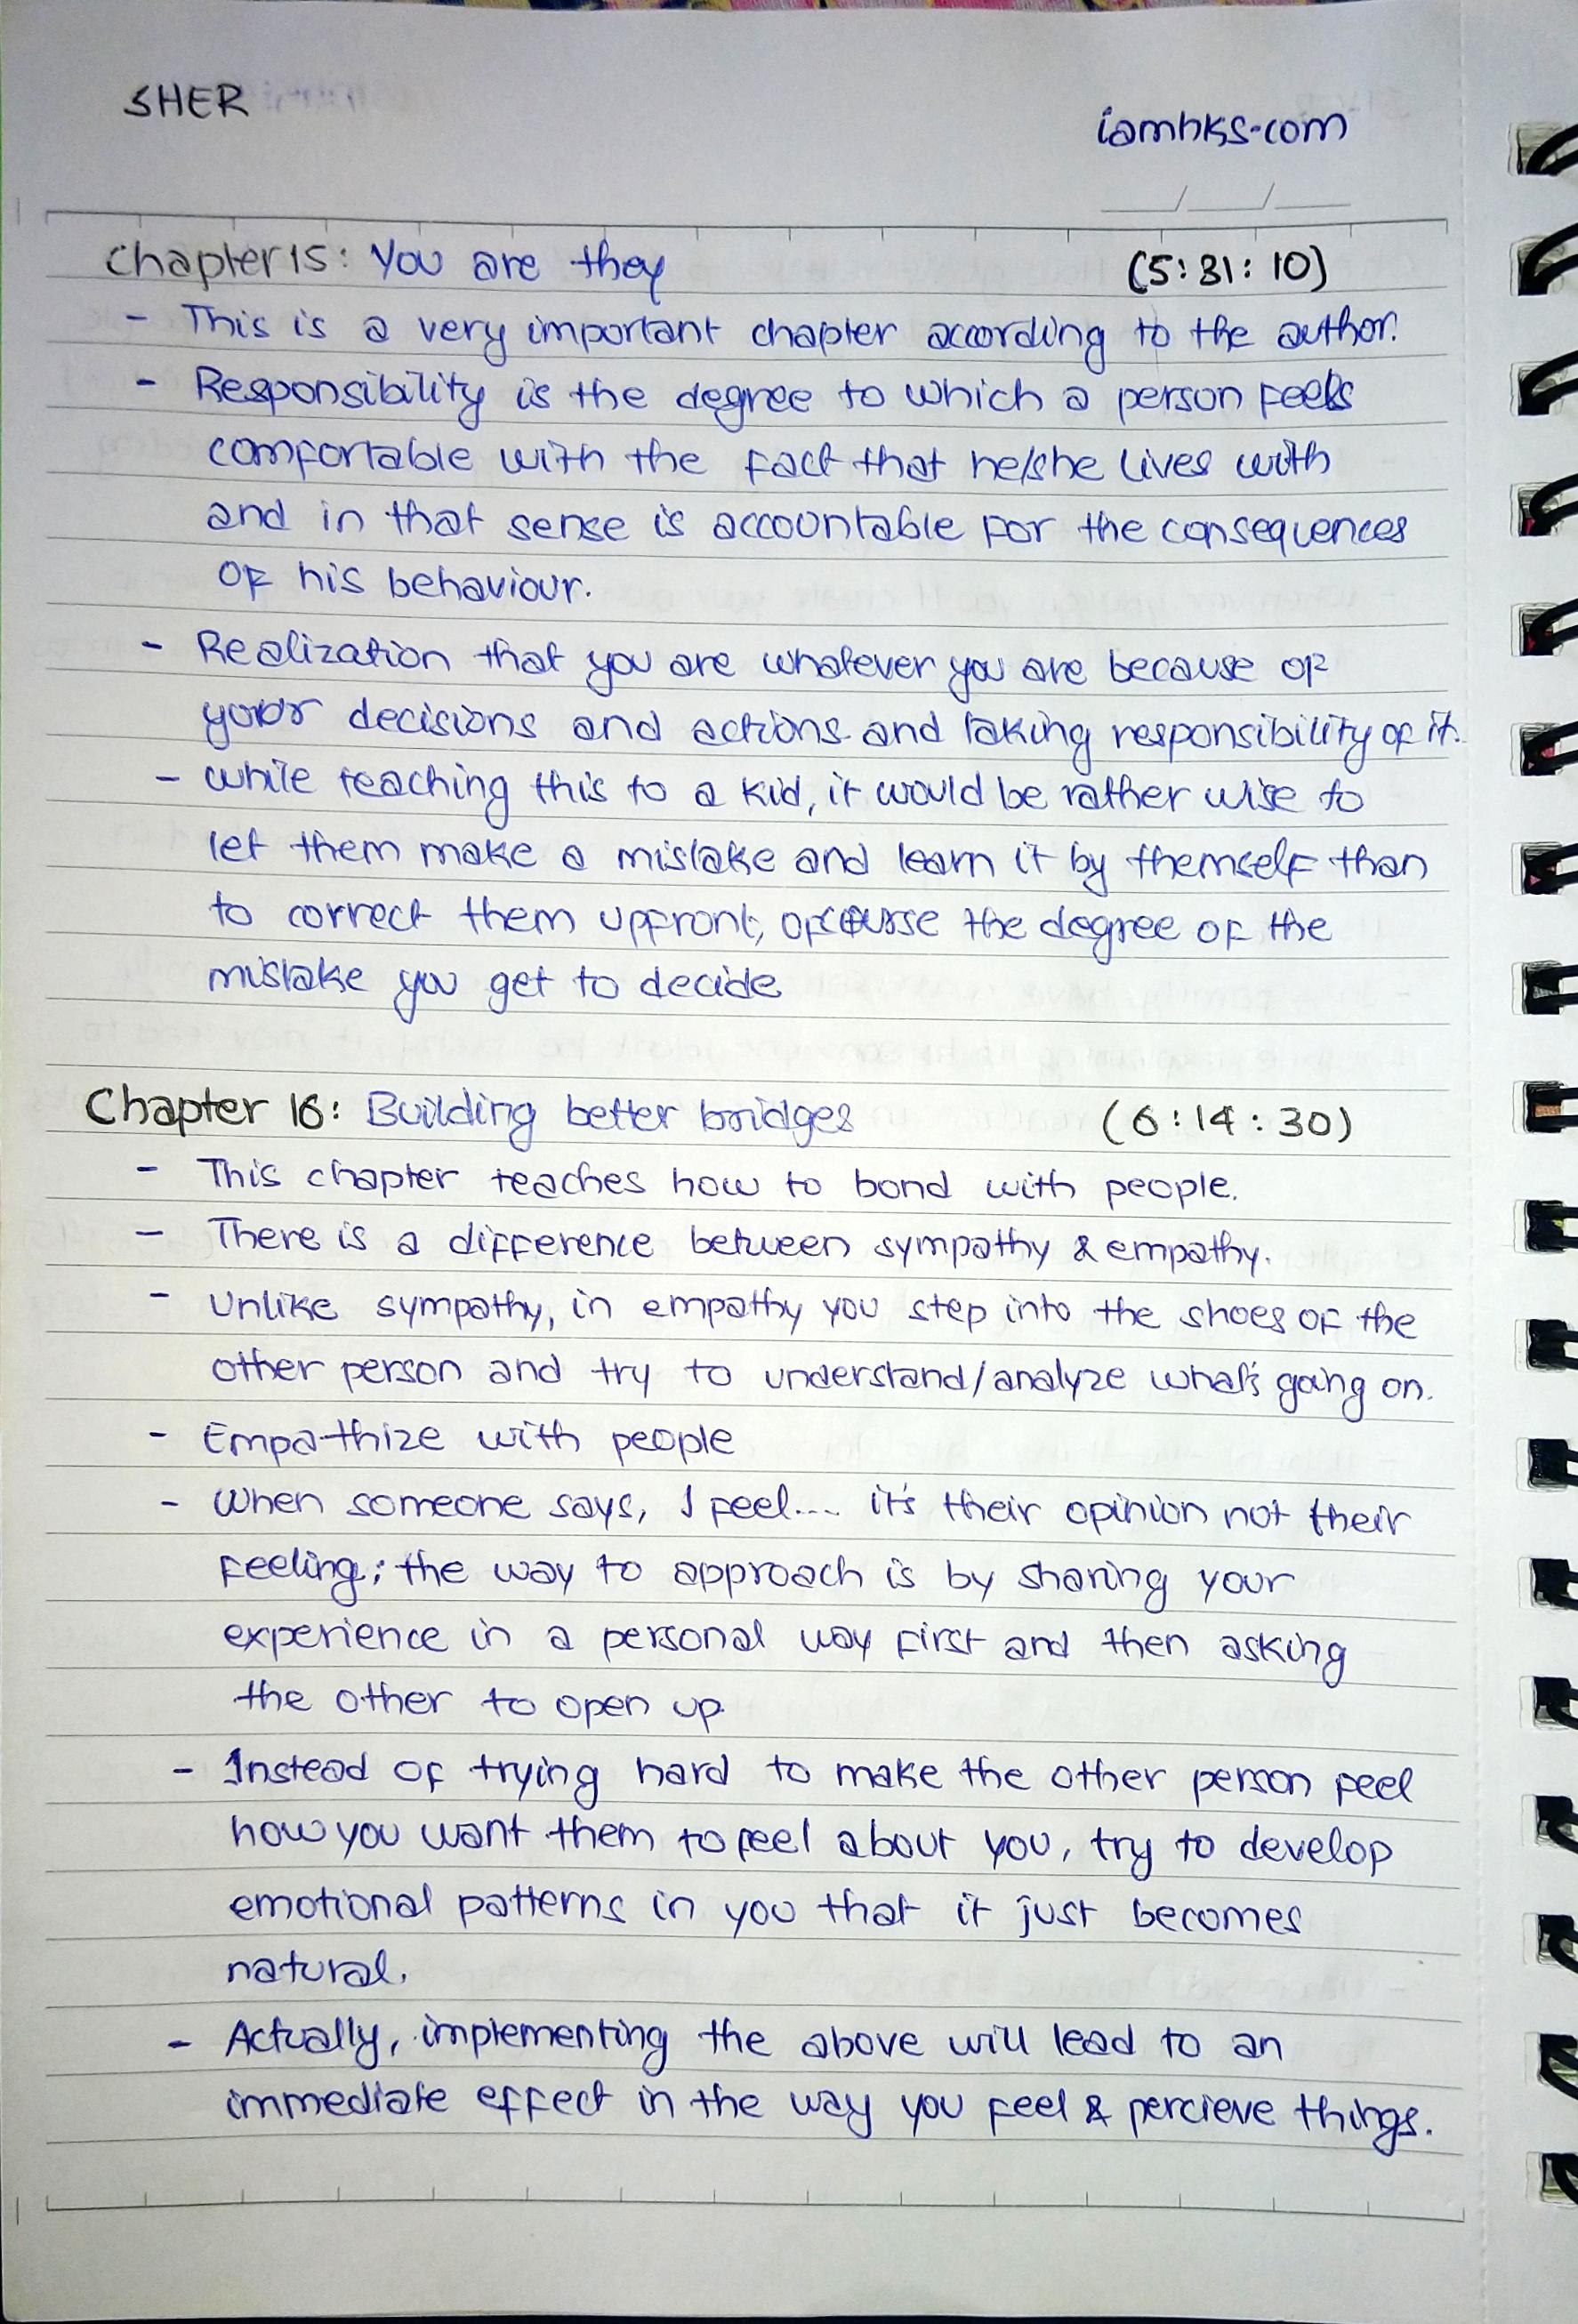 SHER
iamhks.com
Chapter 15: You are they (5:31:10)
- This is a very important chapter according to the author.
- Responsibility is the degree to which a person feels
comfortable with the fact that he/she lives with
and in that sense is accountable for the consequences
of his behaviour.
- Realization that you are whatever you are because of
your decisions and actions and taking responsibility of it.
- while teaching this to a kid, it would be rather wise to
let them make a mistake and learn it by themself than
to correct them upfront, ofcourse the degree of the
mistake you get to decide
Chapter 16: Building better bridges (6:14:30)
- This chapter teaches how to bond with people.
- There is a difference between sympathy & empathy.
- Unlike sympathy, in empathy you step into the shoes of the
other person and try to understand/analyze what's going on.
- Empathize with people
- When someone says, I feel... it's their opinion not their
feeling; the way to approach is by sharing your
experience in a personal way first and then asking
the other to open up.
- Instead of trying hard to make the other person feel
how you want them to feel about you, try to develop
emotional patterns in you that it just becomes
natural.
- Actually, implementing the above will lead to an
immediate effect in the way you feel & percieve things.